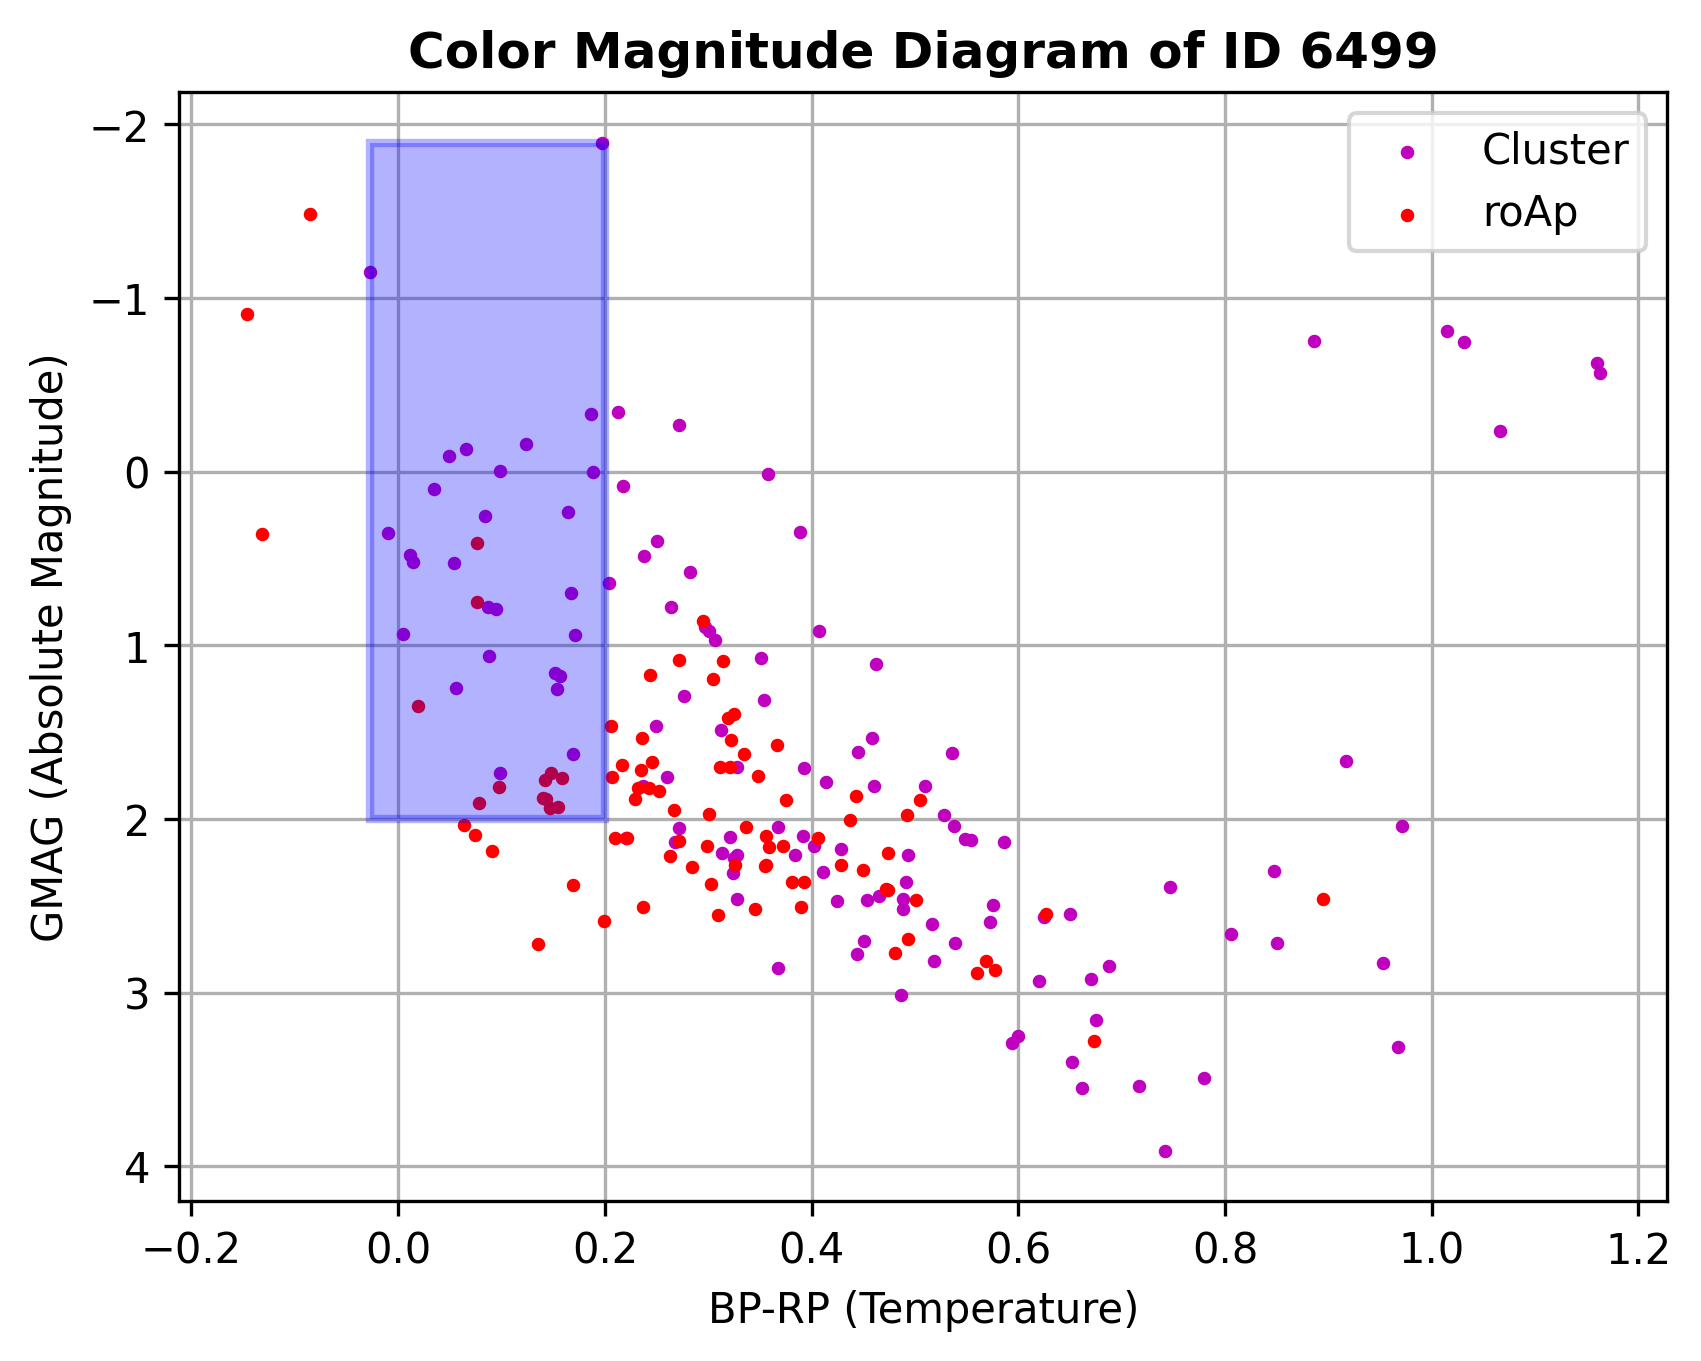 Color Magnitude Diagram of ID 6499
Cluster
roAp
GMAG (Absolute Magnitude)
−2
−1
0
1
2
3
4
−0.2 0.0 0.2 0.4 0.6 0.8 1.0 1.2
BP-RP (Temperature)